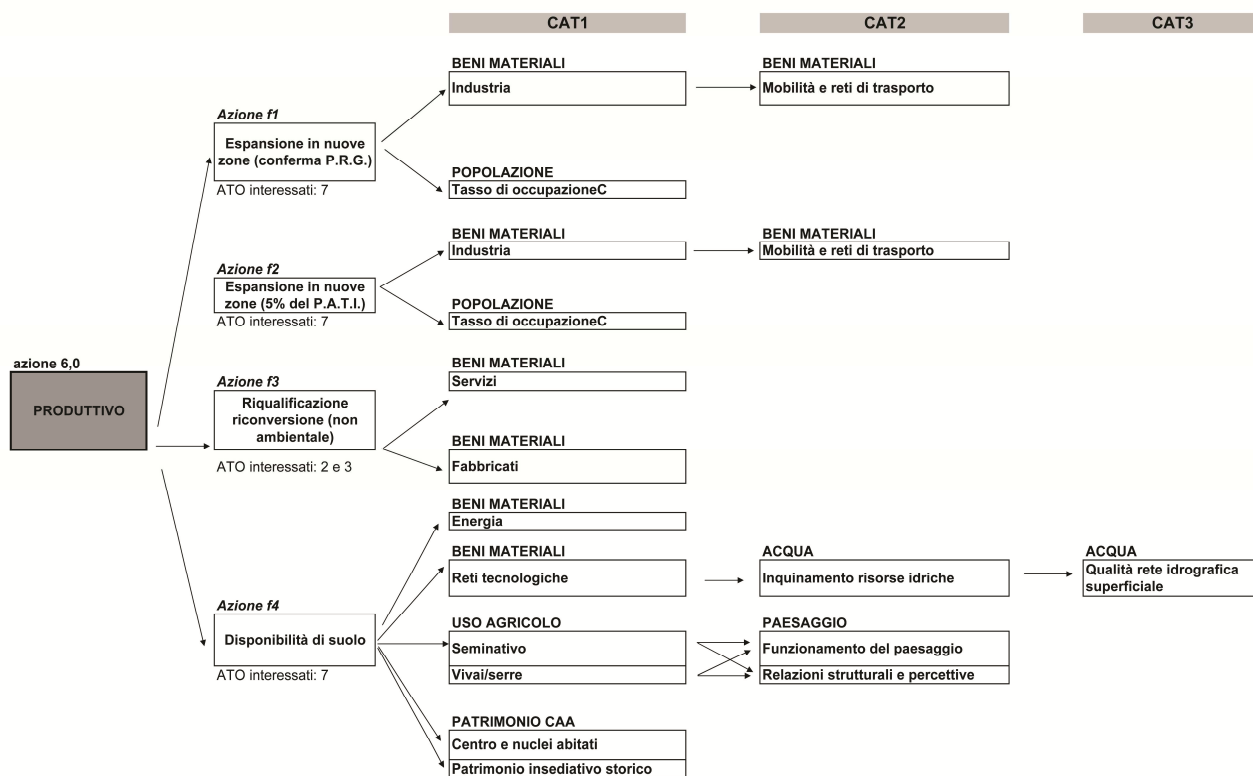 CAT1
CAT2
CAT3
BENI MATERIALI
Industria
BENI MATERIALI
Mobilità e reti di trasporto
Azione f1
Espansione in nuove
zone (conferma P.R.G.)
ATO interessati: 7
POPOLAZIONE
Tasso di occupazioneC
BENI MATERIALI
Industria
BENI MATERIALI
Mobilità e reti di trasporto
Azione f2
Espansione in nuove
zone (5% del P.A.T.I.)
ATO interessati: 7
POPOLAZIONE
Tasso di occupazioneC
azione 6,0
PRODUTTIVO
BENI MATERIALI
Servizi
Azione f3
Riqualificazione
riconversione (non
ambientale)
ATO interessati: 2 e 3
BENI MATERIALI
Fabbricati
BENI MATERIALI
Energia
BENI MATERIALI
Reti tecnologiche
ACQUA
Inquinamento risorse idriche
ACQUA
Qualità rete idrografica
superficiale
Azione f4
Disponibilità di suolo
ATO interessati: 7
USO AGRICOLO
Seminativo
Vivai/serre
PAESAGGIO
Funzionamento del paesaggio
Relazioni strutturali e percettive
PATRIMONIO CAA
Centro e nuclei abitati
Patrimonio insediativo storico